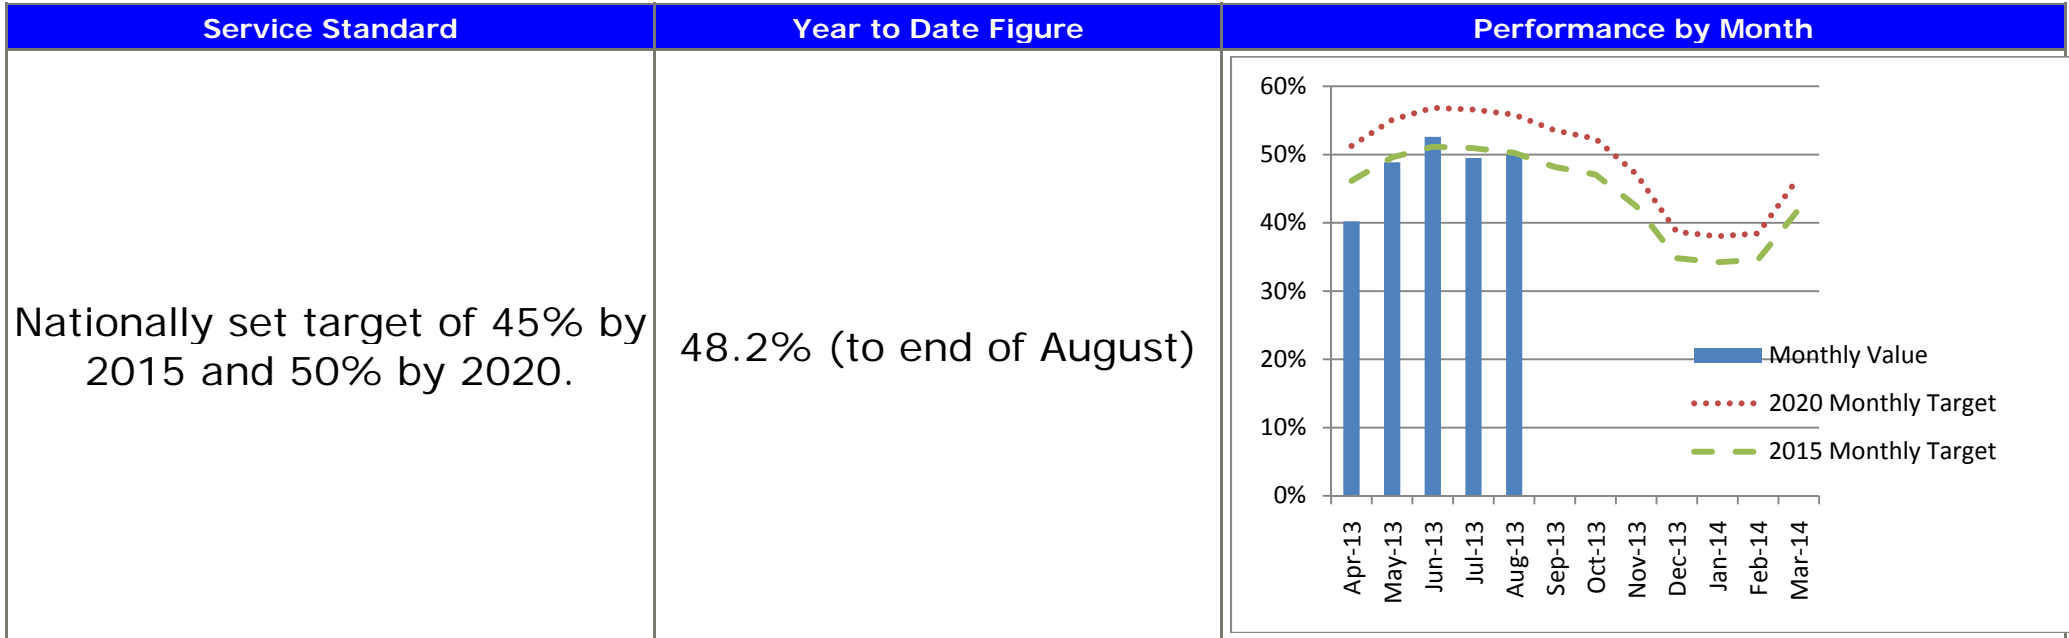 Service Standard
Year to Date Figure
Performance by Month
Nationally set target of 45% by
2015 and 50% by 2020.
48.2% (to end of August)
60%
50%
40%
30%
20%
10%
0%
Monthly Value
2020 Monthly Target
2015 Monthly Target
Apr-13
May-13
Jun-13
Jul-13
Aug-13
Sep-13
Oct-13
Nov-13
Dec-13
Jan-14
Feb-14
Mar-14